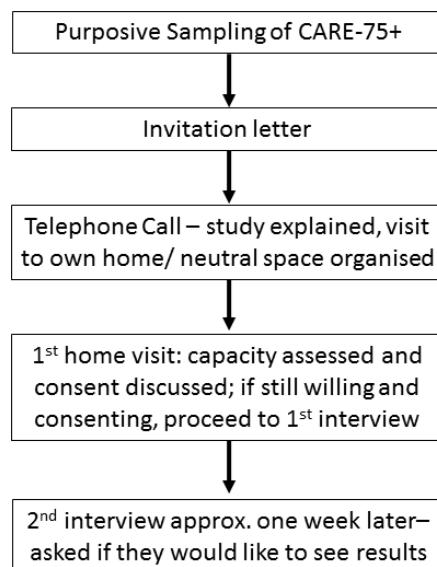 Purposive Sampling of CARE-75+
Invitation letter
Telephone Call – study explained, visit
to own home/ neutral space organised
1st home visit: capacity assessed and
consent discussed; if still willing and
consenting, proceed to 1st interview
2nd interview approx. one week later–
asked if they would like to see results